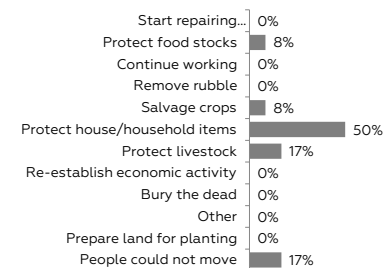 Start repairing... 0%
Protect food stocks 8%
Continue working 0%
Remove rubble 0%
Salvage crops 8%
Protect house/household items 50%
Protect livestock 17%
Re-establish economic activity 0%
Bury the dead 0%
Other 0%
Prepare land for planting 0%
People could not move 17%